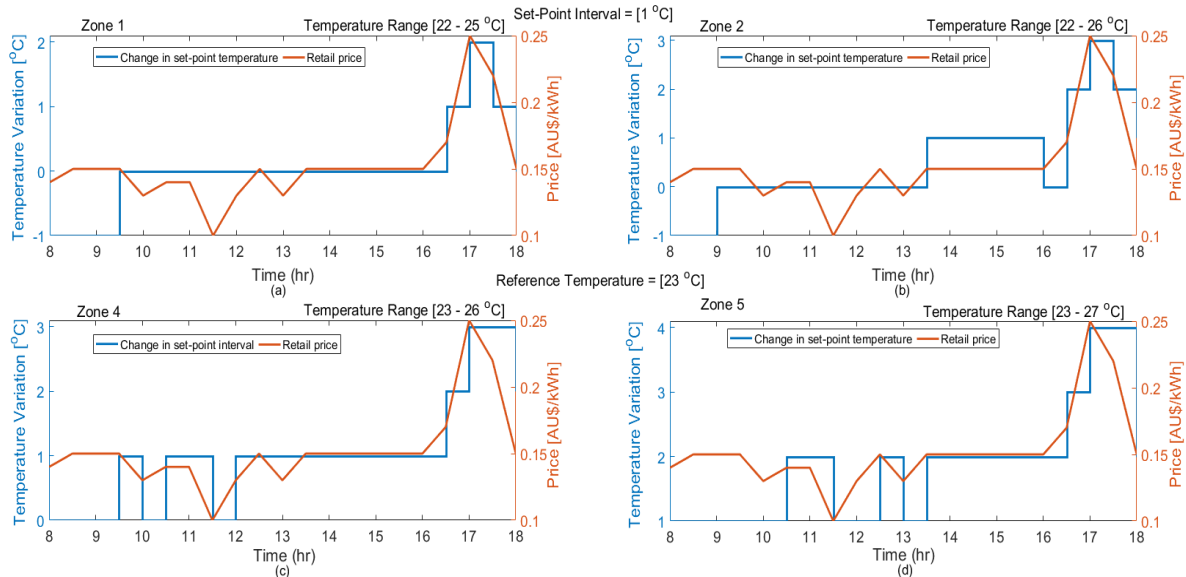 Set-Point Interval = [1 °C]
Zone 1
Temperature Range [22 - 25 °C]
Change in set-point temperature
Retail price
Temperature Variation [°C]
2
1
0
-1
Price [AU$/kWh]
0.25
0.2
0.15
0.1
8 9 10 11 12 13 14 15 16 17 18
Time (hr)
(a)
Zone 2
Temperature Range [22 - 26 °C]
Change in set-point temperature
Retail price
Temperature Variation [°C]
3
2
1
0
-1
Price [AU$/kWh]
0.25
0.2
0.15
0.1
8 9 10 11 12 13 14 15 16 17 18
Time (hr)
(b)
Reference Temperature = [23 °C]
Zone 4
Temperature Range [23 - 26 °C]
Change in set-point interval
Retail price
Temperature Variation [°C]
3
2
1
0
Price [AU$/kWh]
0.25
0.2
0.15
0.1
8 9 10 11 12 13 14 15 16 17 18
Time (hr)
(c)
Zone 5
Temperature Range [23 - 27 °C]
Change in set-point temperature
Retail price
Temperature Variation [°C]
4
3
2
1
Price [AU$/kWh]
0.25
0.2
0.15
0.1
8 9 10 11 12 13 14 15 16 17 18
Time (hr)
(d)